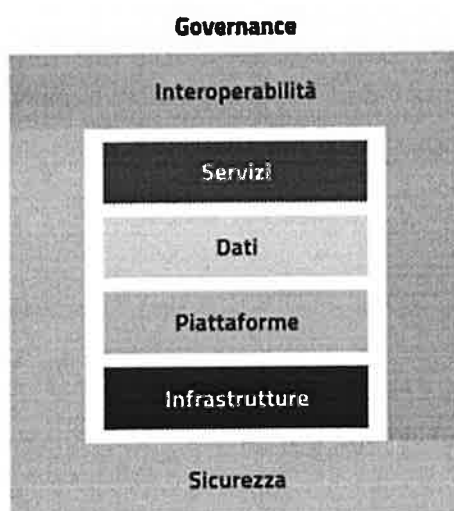 Governance
Interoperabilità
Servizi
Dati
Piattaforme
Infrastrutture
Sicurezza